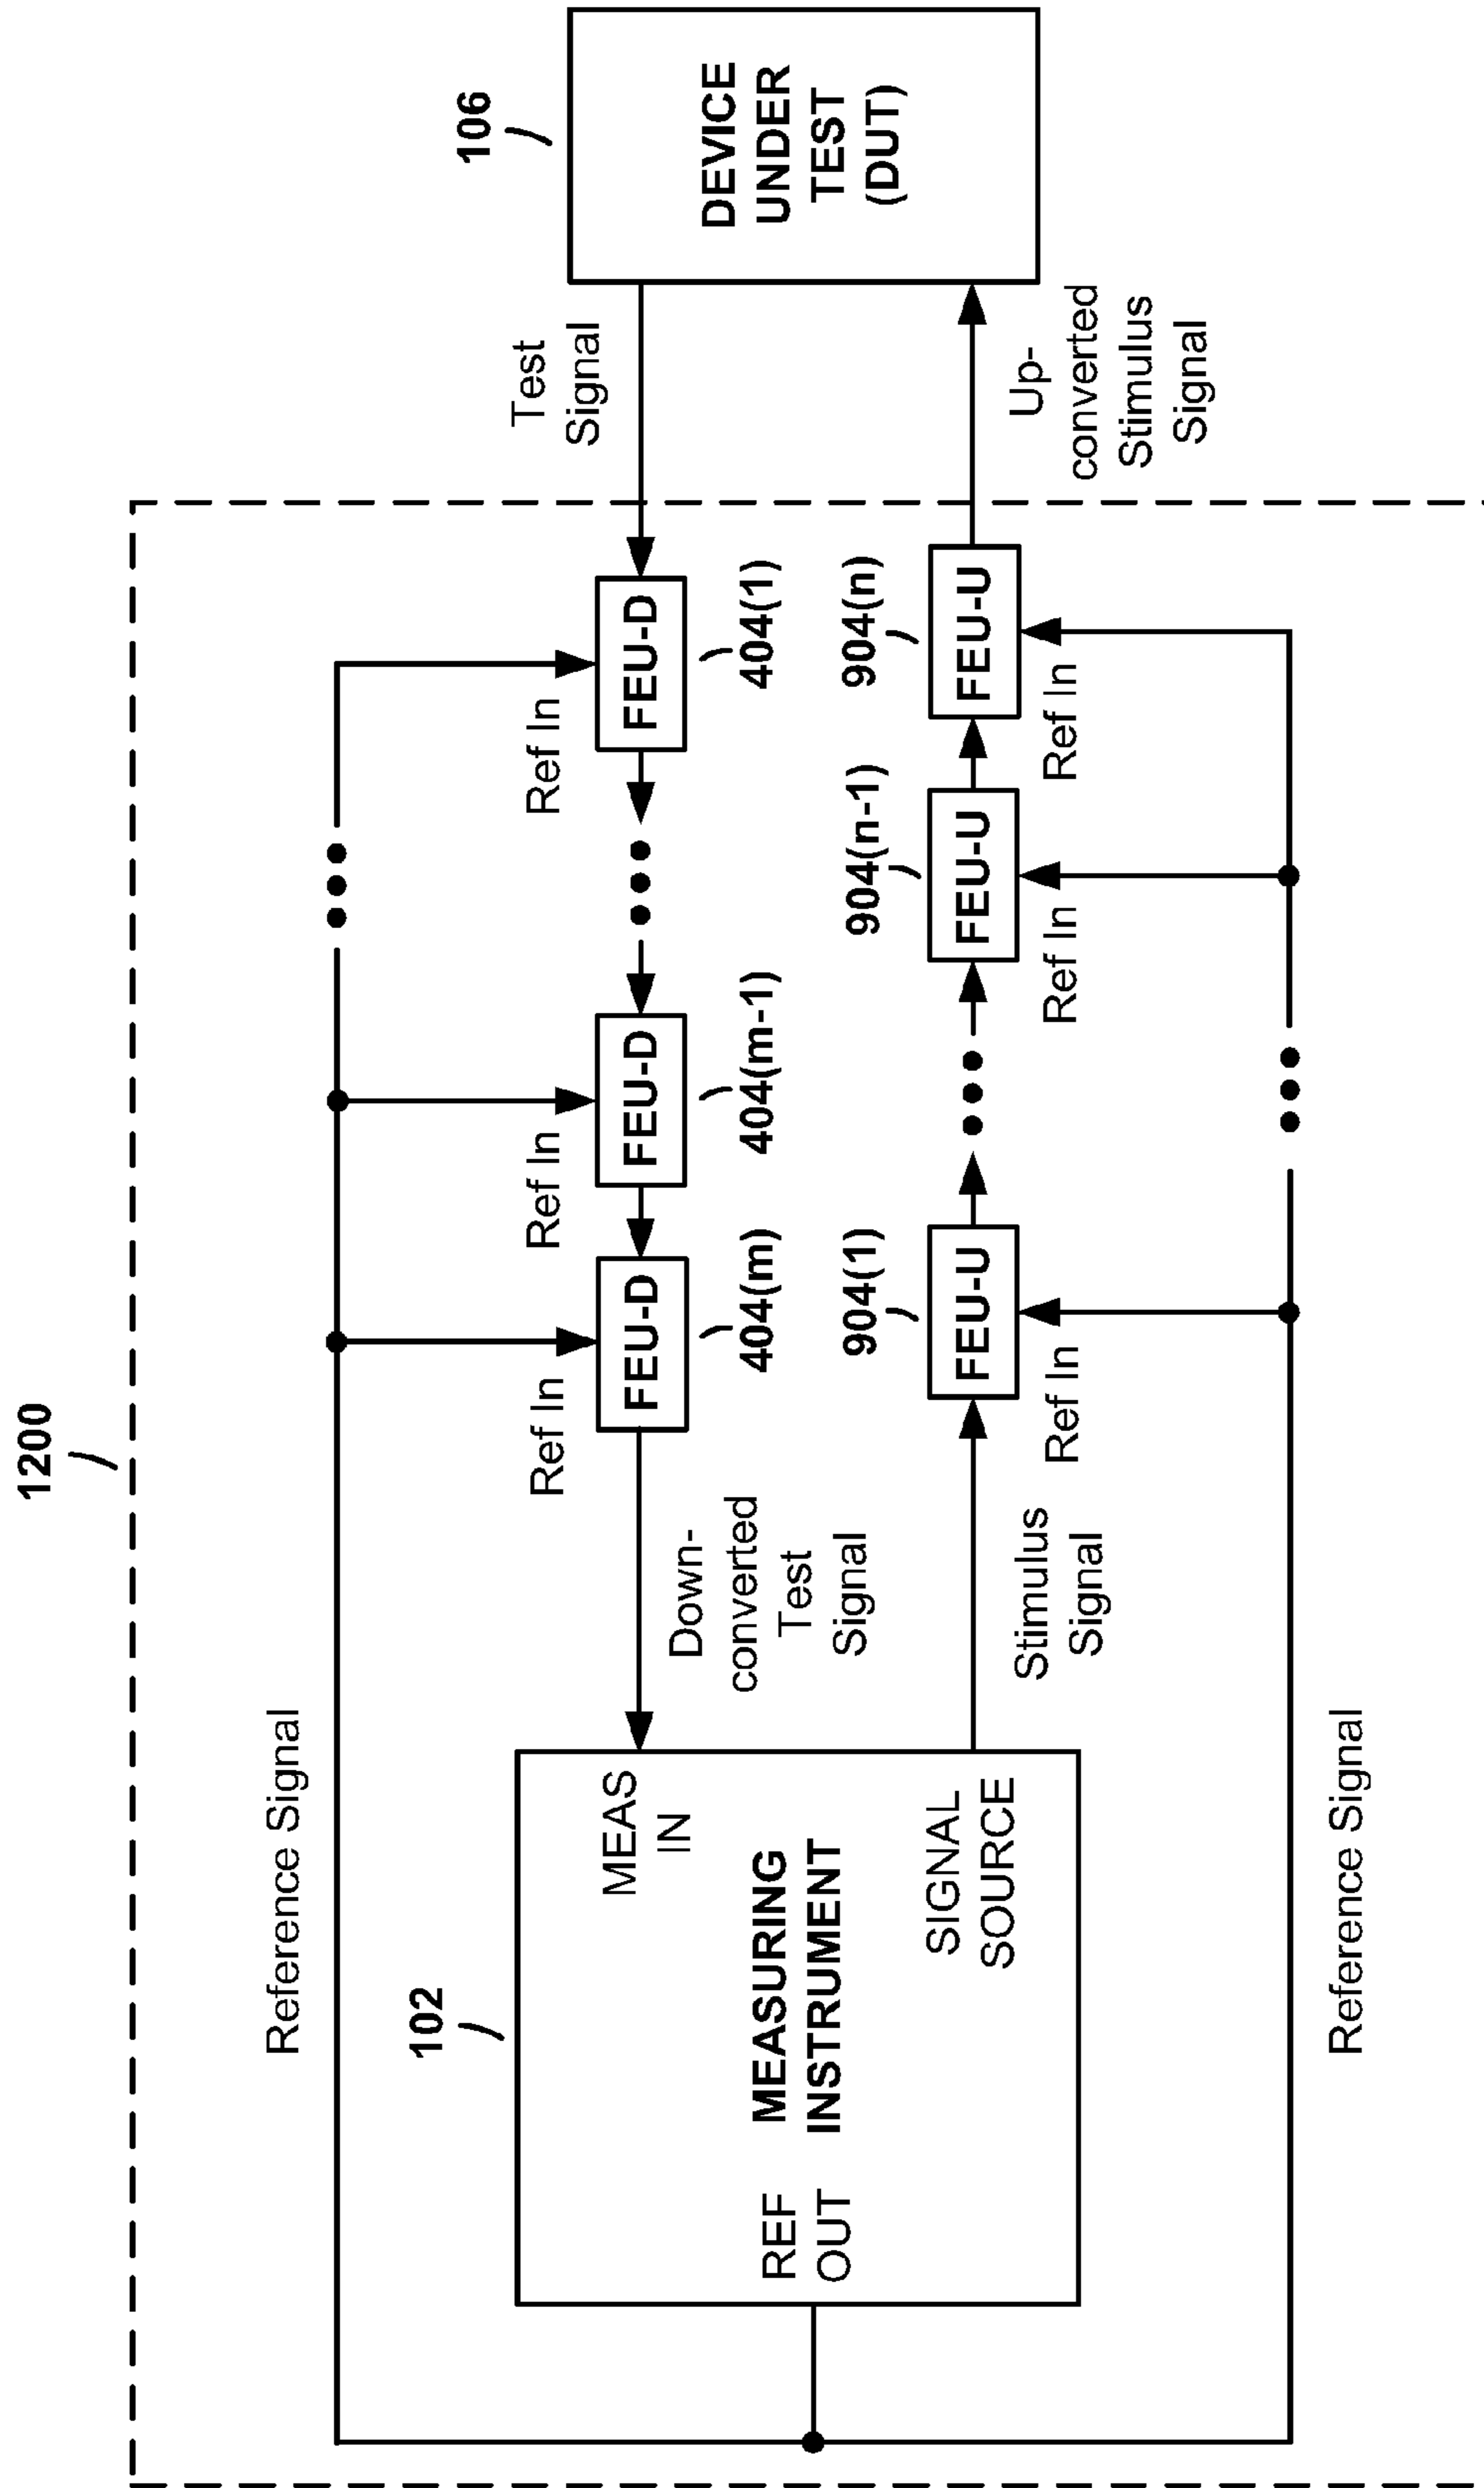 1200
Reference Signal
102
MEASURING
INSTRUMENT
REF
OUT
MEAS
IN
SIGNAL
SOURCE
Down-
converted
Test
Signal
Stimulus
Signal
Ref In
FEU-D
404(m)
Ref In
FEU-D
404(m-1)
Ref In
FEU-D
404(1)
904(1)
FEU-U
Ref In
904(n-1)
FEU-U
Ref In
904(n)
FEU-U
Ref In
Test
Signal
Up-
converted
Stimulus
Signal
106
DEVICE
UNDER
TEST
(DUT)
Reference Signal